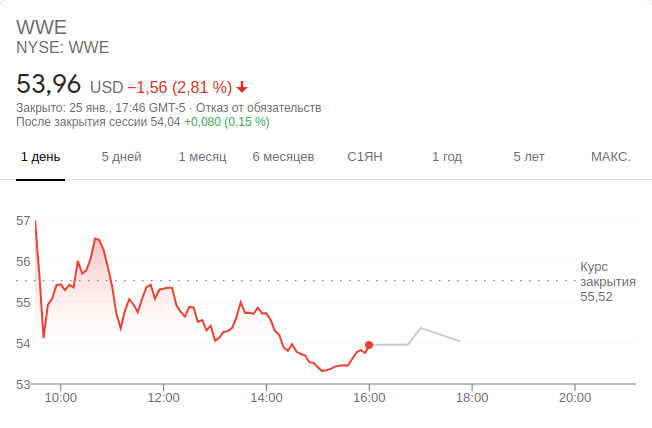 WWE
NYSE: WWE
53,96 USD −1,56 (2,81 %)
Закрыто: 25 янв., 17:46 GMT-5 · Отказ от обязательств
После закрытия сессии 54,04 +0,080 (0,15 %)
1 день 5 дней 1 месяц 6 месяцев С1ЯН 1 год 5 лет МАКС.
57
56
55
54
53
Курс
закрытия
55,52
10:00 12:00 14:00 16:00 18:00 20:00